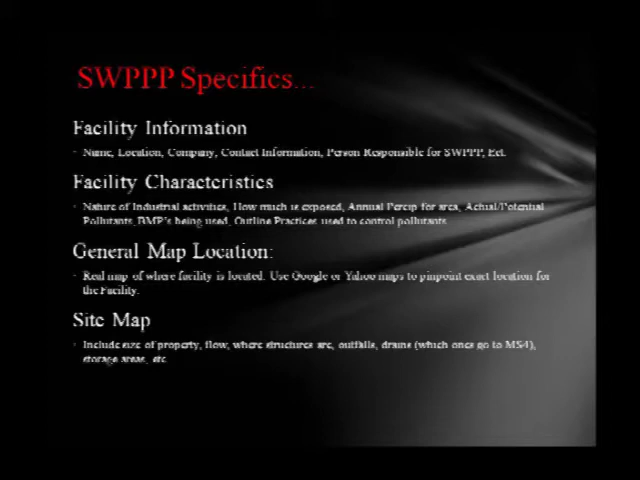 SWPPP Specifics...
Facility Information
Name, Location, Company, Contact Information, Person Responsible for SWPPP, Ect.
Facility Characteristics
Nature of Industrial activities, How much is exposed, Annual Percip for area, Actual/Potential
Pollutants, BMP's being used, Outline Practices used to control pollutants
General Map Location:
Real map of where facility is located. Use Google or Yahoo maps to pinpoint exact location for
the Facility.
Site Map
Include size of property, flow, where structures are, outfalls, drains (which ones go to MS4),
storage areas, etc